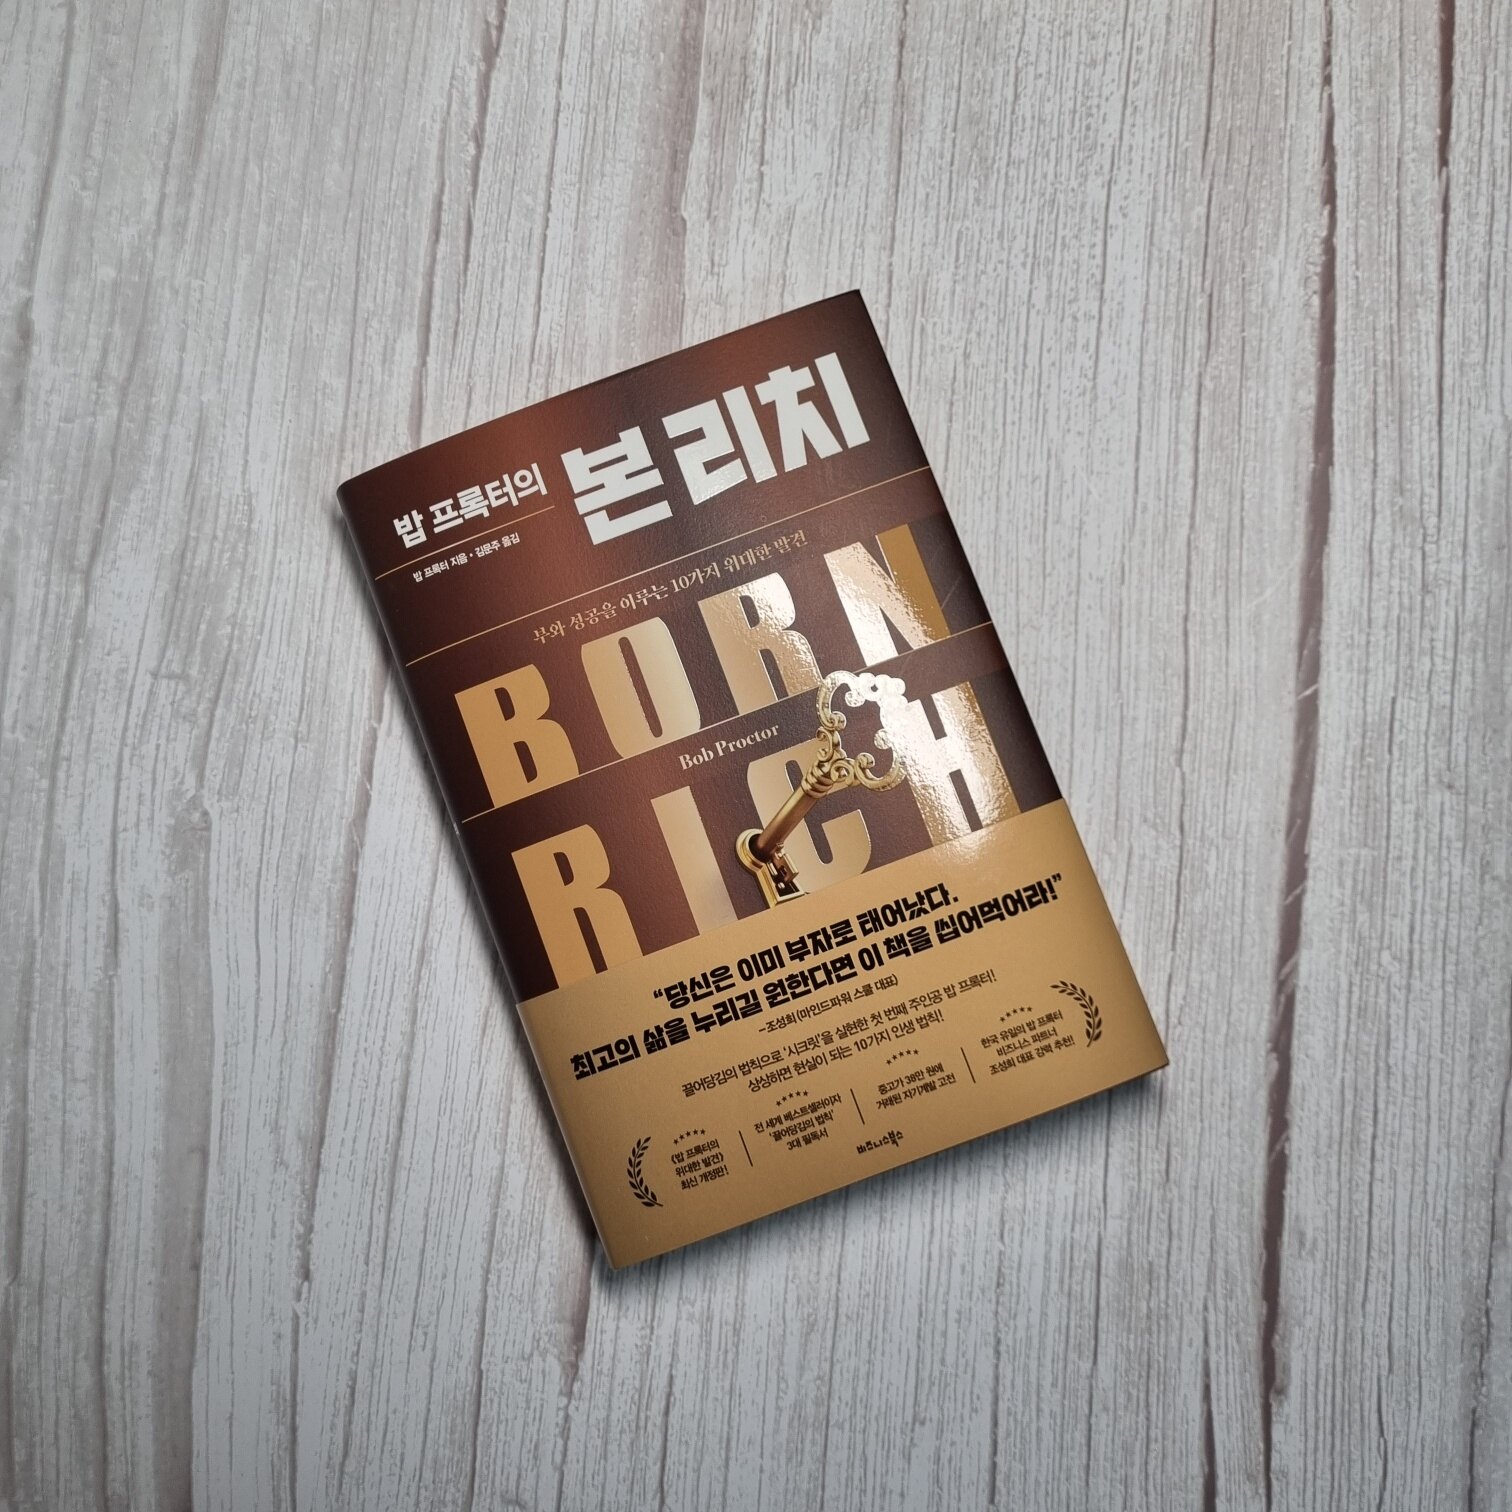 밥 프록터의
본 리치
밥 프록터 지음 • 김문주 옮김
부와 성공을 이루는 10가지 위대한 발견
BORN
Bob Proctor
RICH
“당신은 이미 부자로 태어났다.
최고의 삶을 누리길 원한다면 이 책을 씹어먹어라!”
–조성희(마인드파워 스쿨 대표)
끌어당김의 법칙으로 ‘시크릿’을 실현한 첫 번째 주인공 밥 프록터!
상상하면 현실이 되는 10가지 인생 법칙!
★★★★★
《밥 프록터의
위대한 발견》
최신 개정판!
★★★★★
전 세계 베스트셀러이자
‘끌어당김의 법칙’
3대 필독서
★★★★★
중고가 38만 원에
거래된 자기계발 고전
★★★★★
한국 유일의 밥 프록터
비즈니스 파트너
조성희 대표 강력 추천!
비즈니스북스